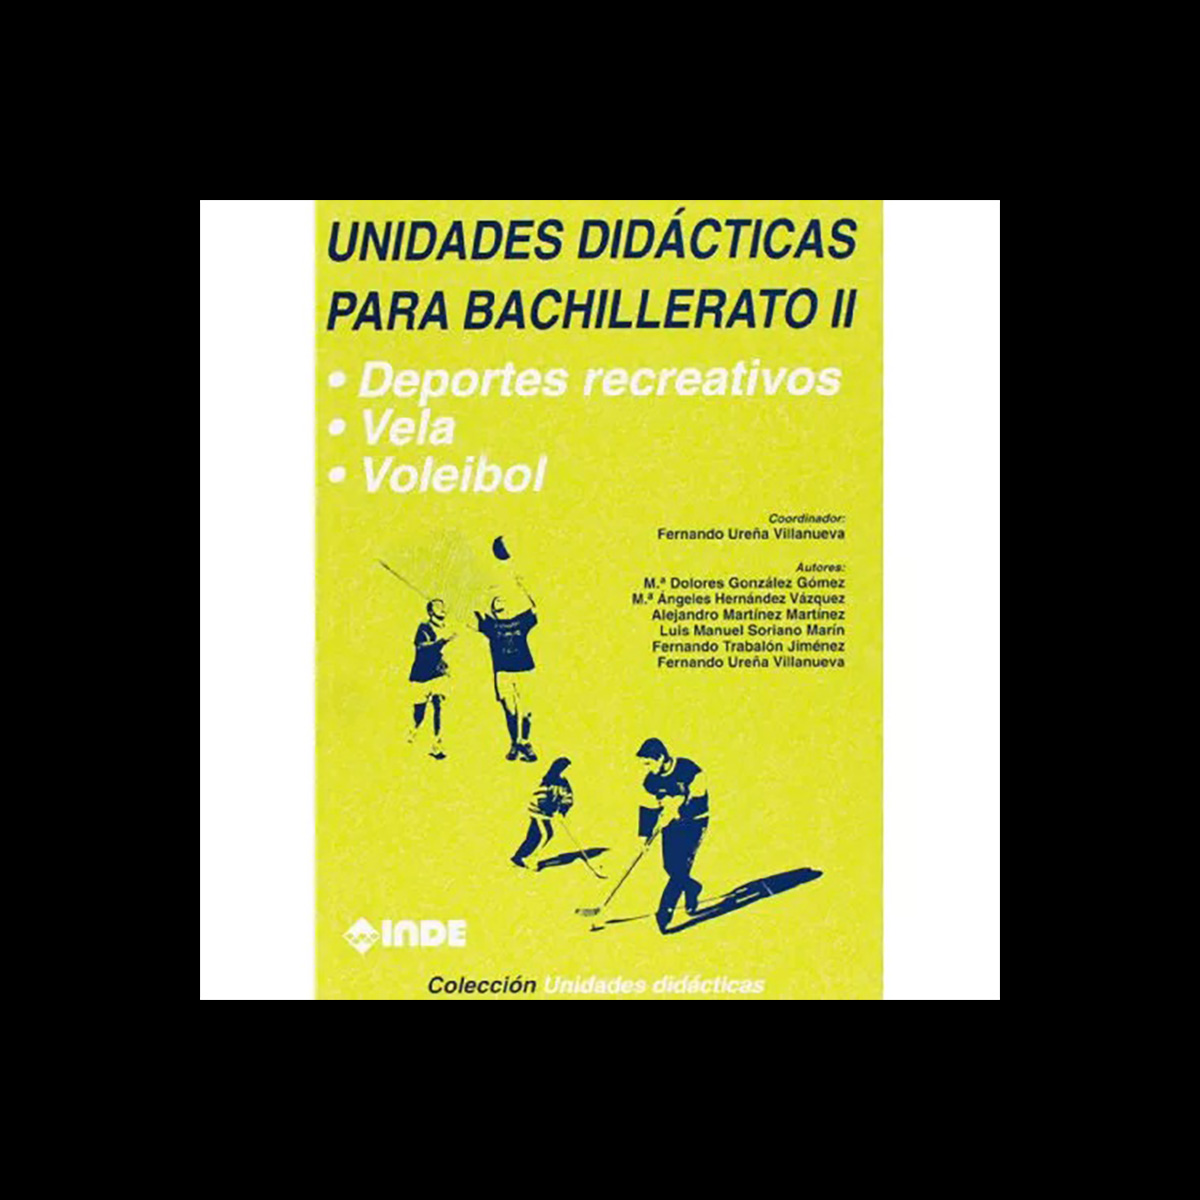 UNIDADES DIDÁCTICAS
PARA BACHILLERATO II
• Deportes recreativos
• Vela
• Voleibol
Coordinador:
Fernando Ureña Villanueva
Autores:
M.ª Dolores González Gómez
M.ª Ángeles Hernández Vázquez
Alejandro Martínez Martínez
Luis Manuel Soriano Marín
Fernando Trabalón Jiménez
Fernando Ureña Villanueva
INDE
Colección Unidades didácticas